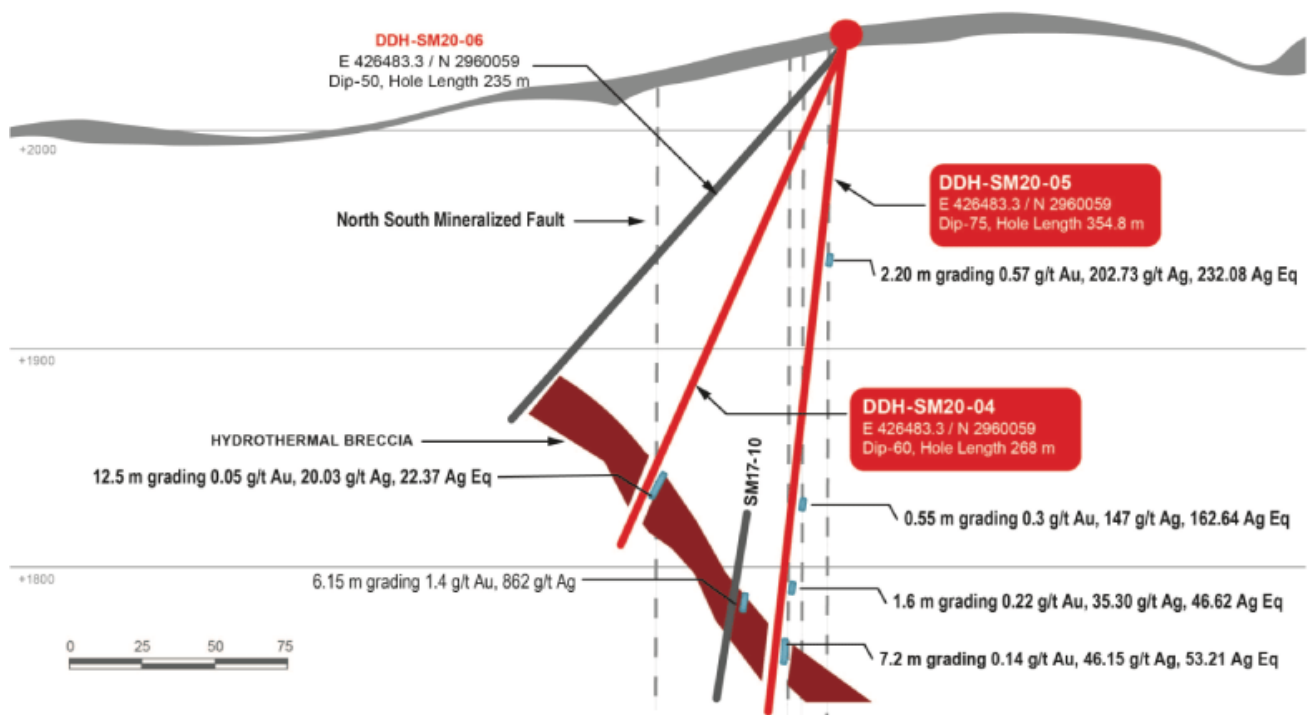 DDH-SM20-06
E 426483.3 / N 2960059
Dip-50, Hole Length 235 m
+2000
DDH-SM20-05
E 426483.3 / N 2960059
Dip-75, Hole Length 354.8 m
North South Mineralized Fault
2.20 m grading 0.57 g/t Au, 202.73 g/t Ag, 232.08 Ag Eq
+1900
DDH-SM20-04
E 426483.3 / N 2960059
Dip-60, Hole Length 268 m
HYDROTHERMAL BRECCIA
12.5 m grading 0.05 g/t Au, 20.03 g/t Ag, 22.37 Ag Eq
SM17-10
0.55 m grading 0.3 g/t Au, 147 g/t Ag, 162.64 Ag Eq
+1800
6.15 m grading 1.4 g/t Au, 862 g/t Ag
1.6 m grading 0.22 g/t Au, 35.30 g/t Ag, 46.62 Ag Eq
0 25 50 75
7.2 m grading 0.14 g/t Au, 46.15 g/t Ag, 53.21 Ag Eq